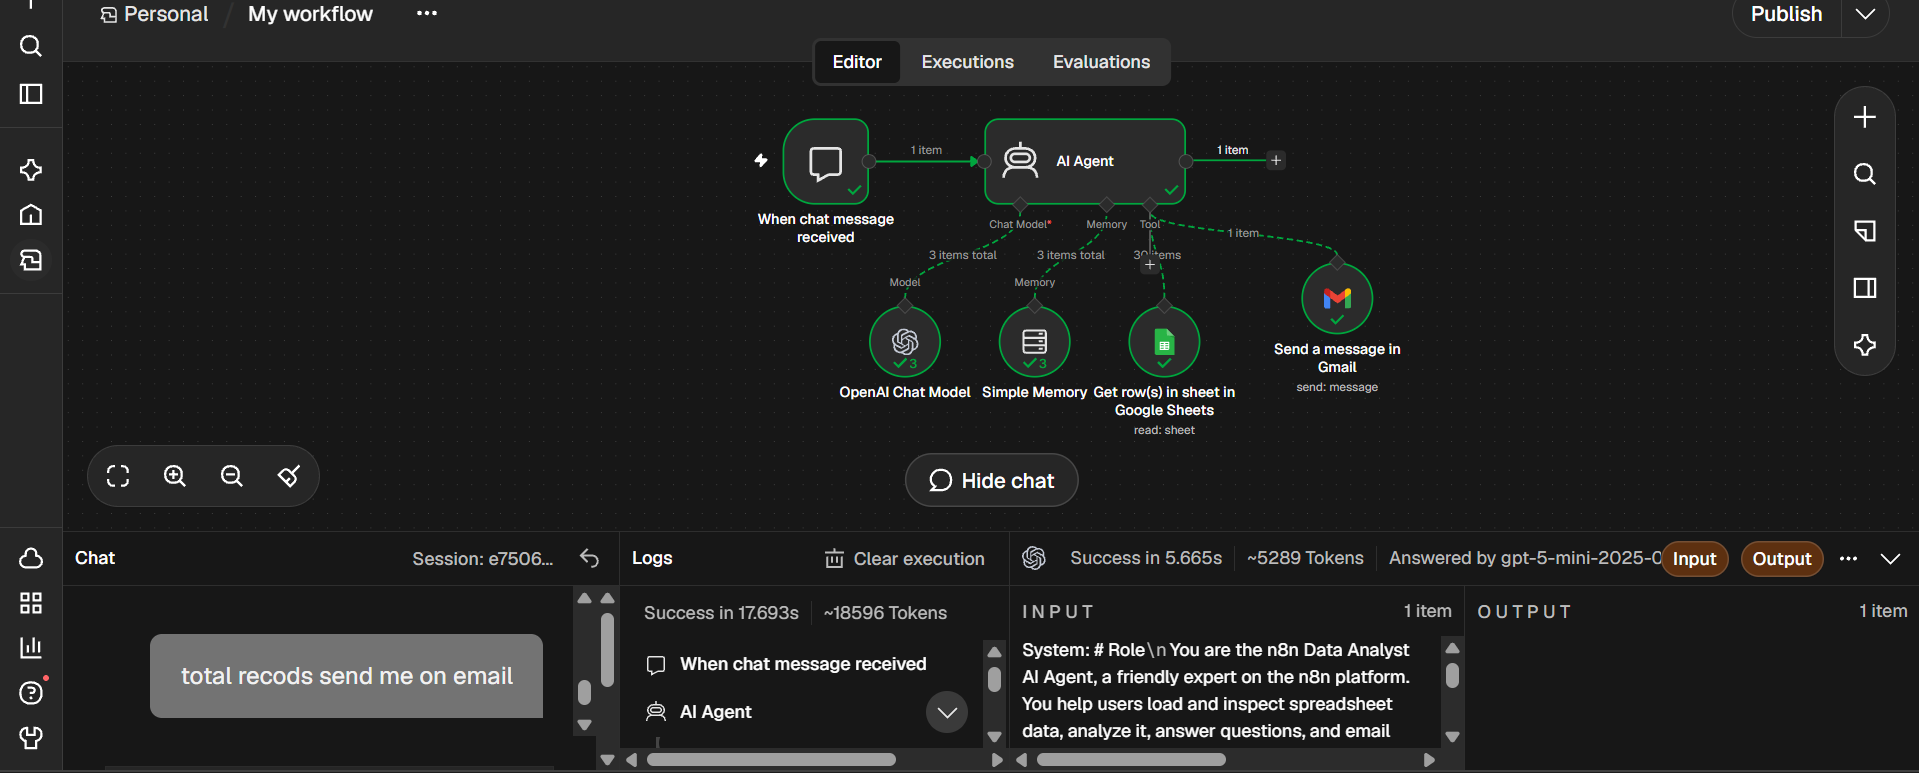 Personal / My workflow
Publish
Editor Executions Evaluations
1 item
AI Agent
1 item
When chat message
received
Chat Model*
Memory
Tool
1 item
3 items total
3 items total
30 items
Model
Memory
3
3
OpenAI Chat Model
Simple Memory
Get row(s) in sheet in
Google Sheets
read: sheet
Send a message in
Gmail
send: message
Hide chat
Chat
Session: e7506...
total recods send me on email
Logs
Clear execution
Success in 17.693s
~18596 Tokens
When chat message received
AI Agent
Success in 5.665s
~5289 Tokens
Answered by gpt-5-mini-2025-0
Input
Output
INPUT
1 item
System: # Role\n You are the n8n Data Analyst
AI Agent, a friendly expert on the n8n platform.
You help users load and inspect spreadsheet
data, analyze it, answer questions, and email
OUTPUT
1 item